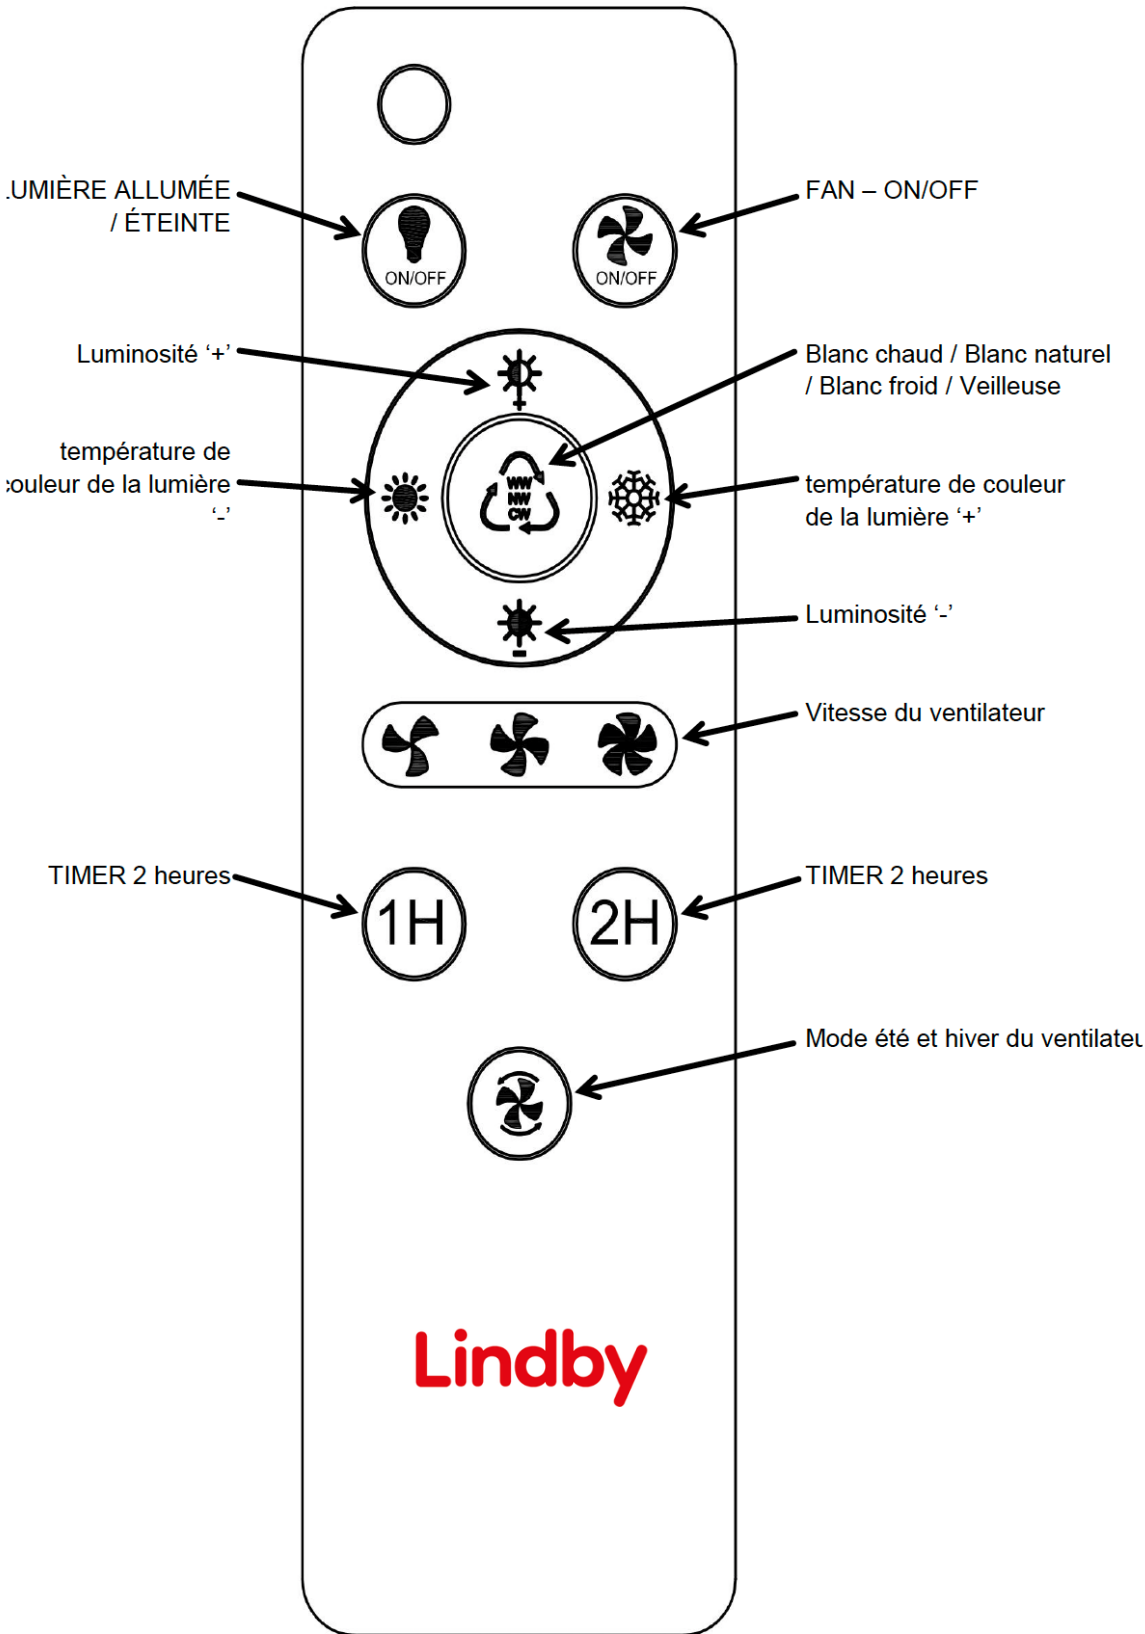 LUMIÈRE ALLUMÉE
/ ÉTEINTE
FAN – ON/OFF
ON/OFF
ON/OFF
Luminosité ‘+’
Blanc chaud / Blanc naturel
/ Blanc froid / Veilleuse
température de
couleur de la lumière
‘-’
WW
NW
CW
température de couleur
de la lumière ‘+’
Luminosité ‘-’
Vitesse du ventilateur
TIMER 2 heures
1H
2H
TIMER 2 heures
Mode été et hiver du ventilateu
Lindby